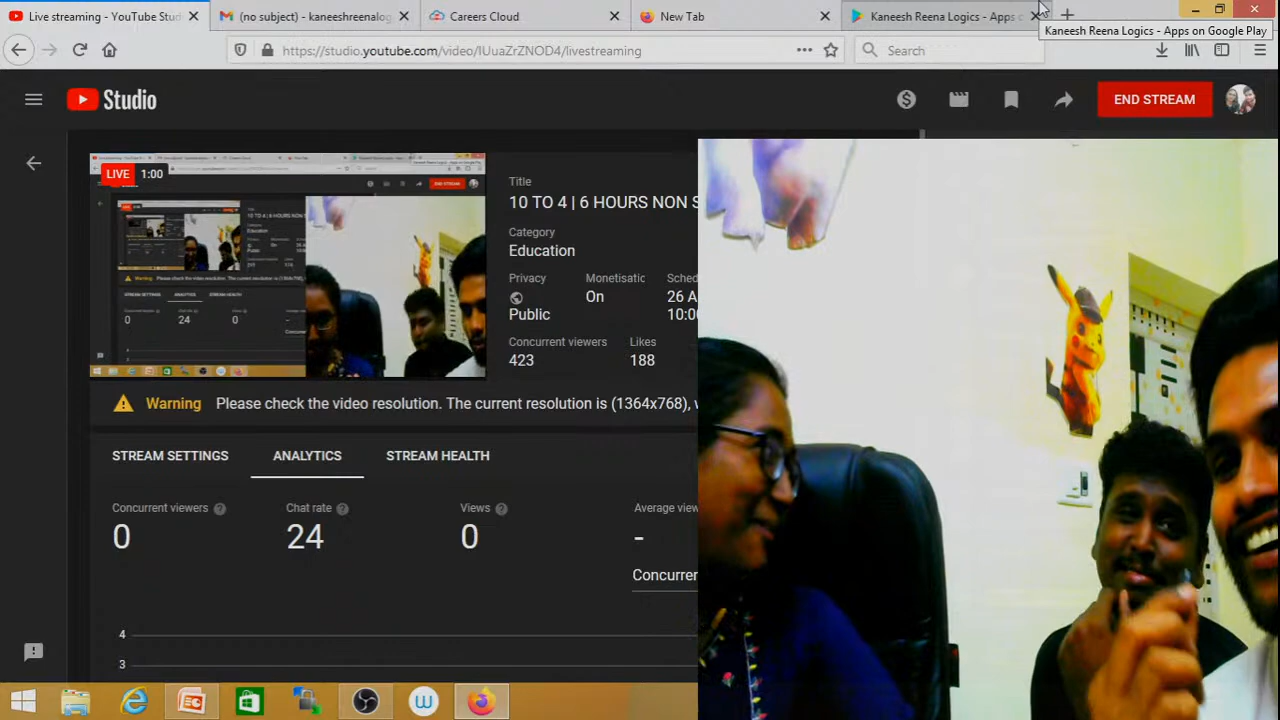 Live streaming - YouTube Studi
(no subject) - kaneeshreenalog
Careers Cloud
New Tab
Kaneesh Reena Logics - Apps o
Kaneesh Reena Logics - Apps on Google Play
https://studio.youtube.com/video/IUuaZrZNOD4/livestreaming
Search
Studio
END STREAM
LIVE 1:00
Title
10 TO 4 | 6 HOURS NON S
Category
Education
Privacy Monetisatic Sched
Public On 26 A
10:00
Concurrent viewers Likes
423 188
Warning Please check the video resolution. The current resolution is (1364x768), v
STREAM SETTINGS ANALYTICS STREAM HEALTH
Concurrent viewers Chat rate Views Average view
0 24 0 -
Concurren
4
3